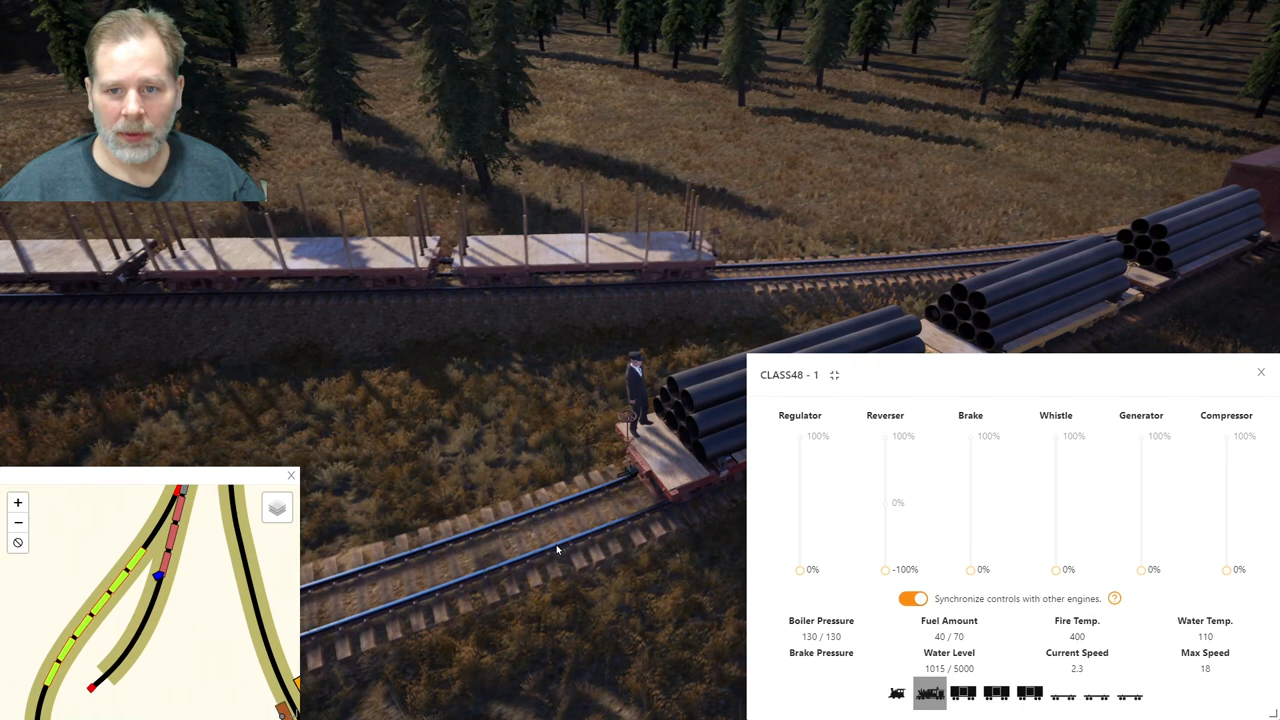 CLASS48 - 1
Regulator Reverser Brake Whistle Generator Compressor
100% 100% 100% 100% 100% 100%
0%
0% -100% 0% 0% 0% 0%
Synchronize controls with other engines. ?
Boiler Pressure Fuel Amount Fire Temp. Water Temp.
130 / 130 40 / 70 400 110
Brake Pressure Water Level Current Speed Max Speed
1015 / 5000 2.3 18
+
−